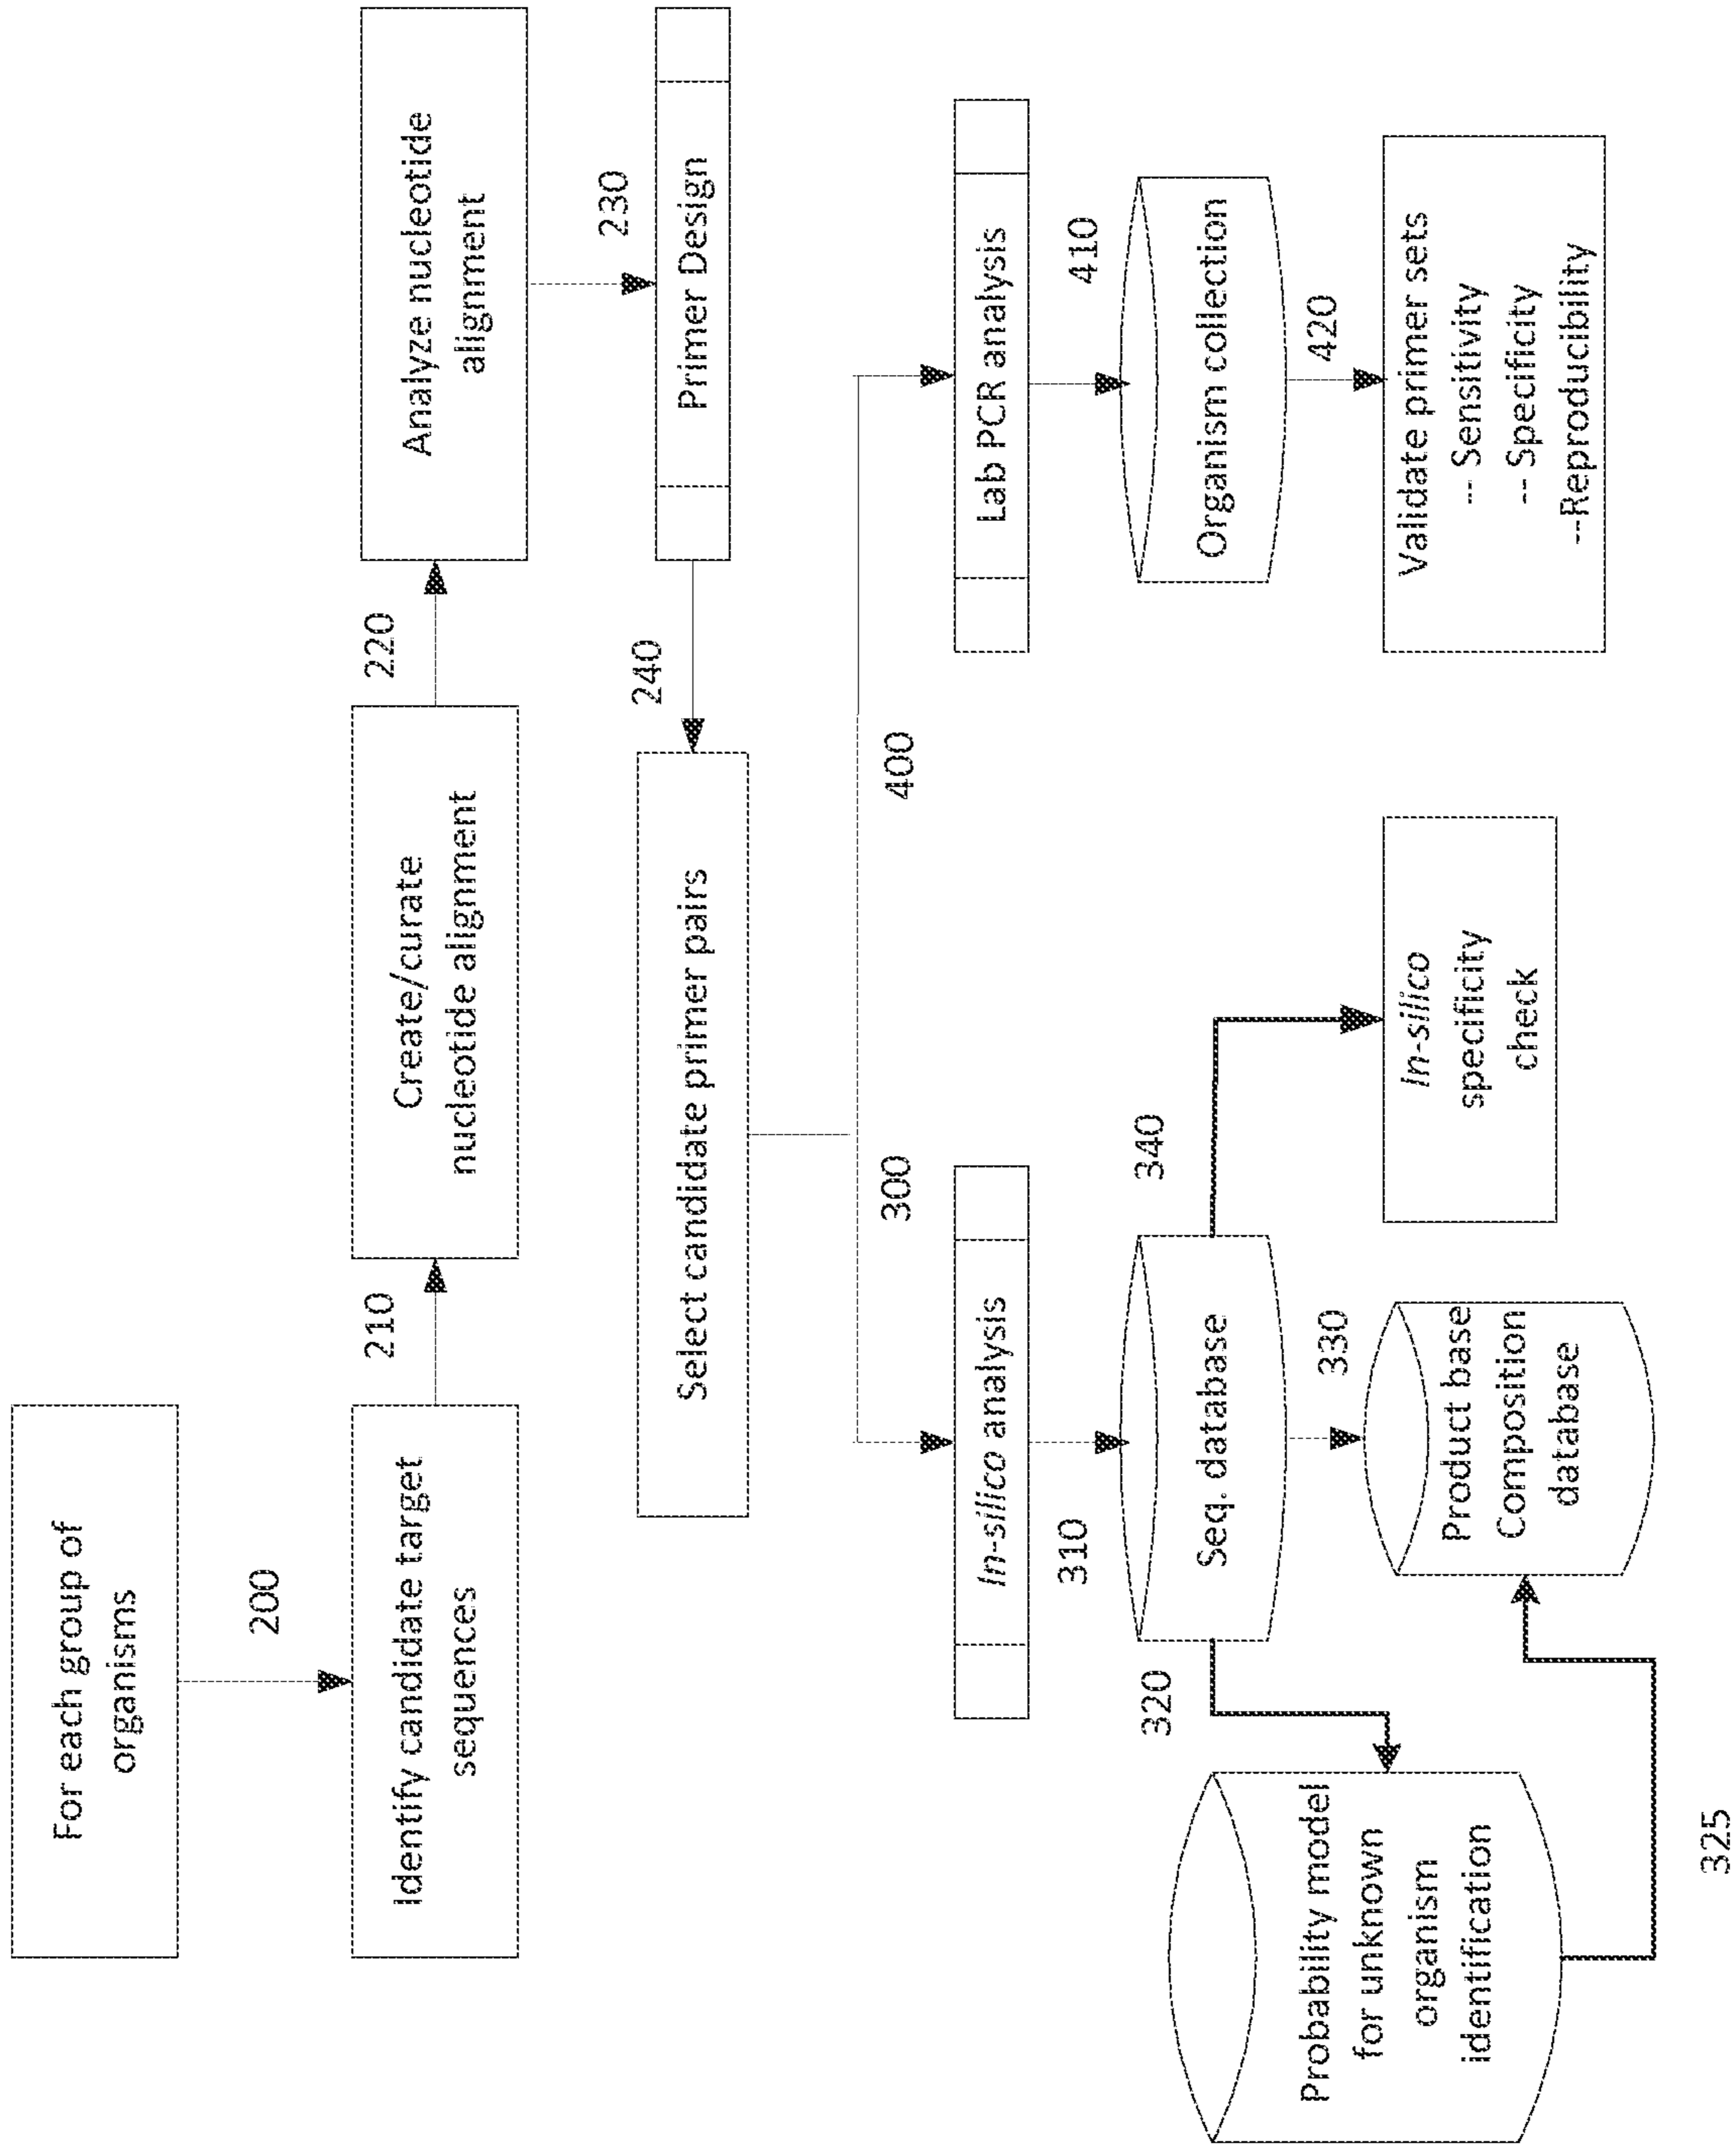 For each group of
organisms
200
Identify candidate target
sequences
210
Create/curate
nucleotide alignment
220
Analyze nucleotide
alignment
230
Primer Design
240
Select candidate primer pairs
300
400
In-silico analysis
310
Seq. database
320
Probability model
for unknown
organism
identification
325
330
Product base
Composition
database
340
In-silico
specificity
check
Lab PCR analysis
410
Organism collection
420
Validate primer sets
-- Sensitivity
-- Specificity
--Reproducibility